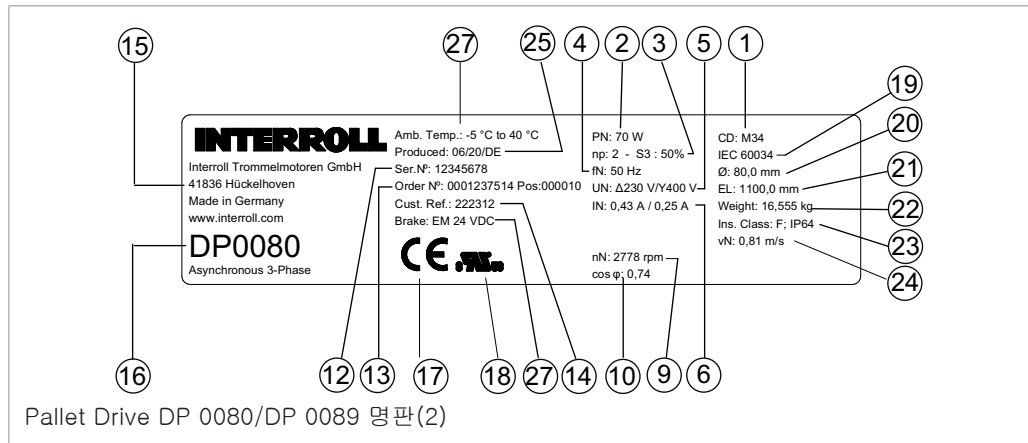 15
27
25
4
2
3
5
1
19
20
21
22
23
24
INTERROLL
Interroll Trommelmotoren GmbH
41836 Hückelhoven
Made in Germany
www.interroll.com
DP0080
Asynchronous 3-Phase
Amb. Temp.: -5 °C to 40 °C
Produced: 06/20/DE
Ser.Nº: 12345678
Order Nº: 0001237514 Pos:000010
Cust. Ref.: 222312
Brake: EM 24 VDC
CE
PN: 70 W
np: 2 - S3 : 50%
fN: 50 Hz
UN: Δ230 V/Y400 V
IN: 0,43 A / 0,25 A
nN: 2778 rpm
cos φ: 0,74
CD: M34
IEC 60034
Ø: 80,0 mm
EL: 1100,0 mm
Weight: 16,555 kg
Ins. Class: F; IP64
vN: 0,81 m/s
16
12
13
17
18
27
14
10
9
6
Pallet Drive DP 0080/DP 0089 명판(2)